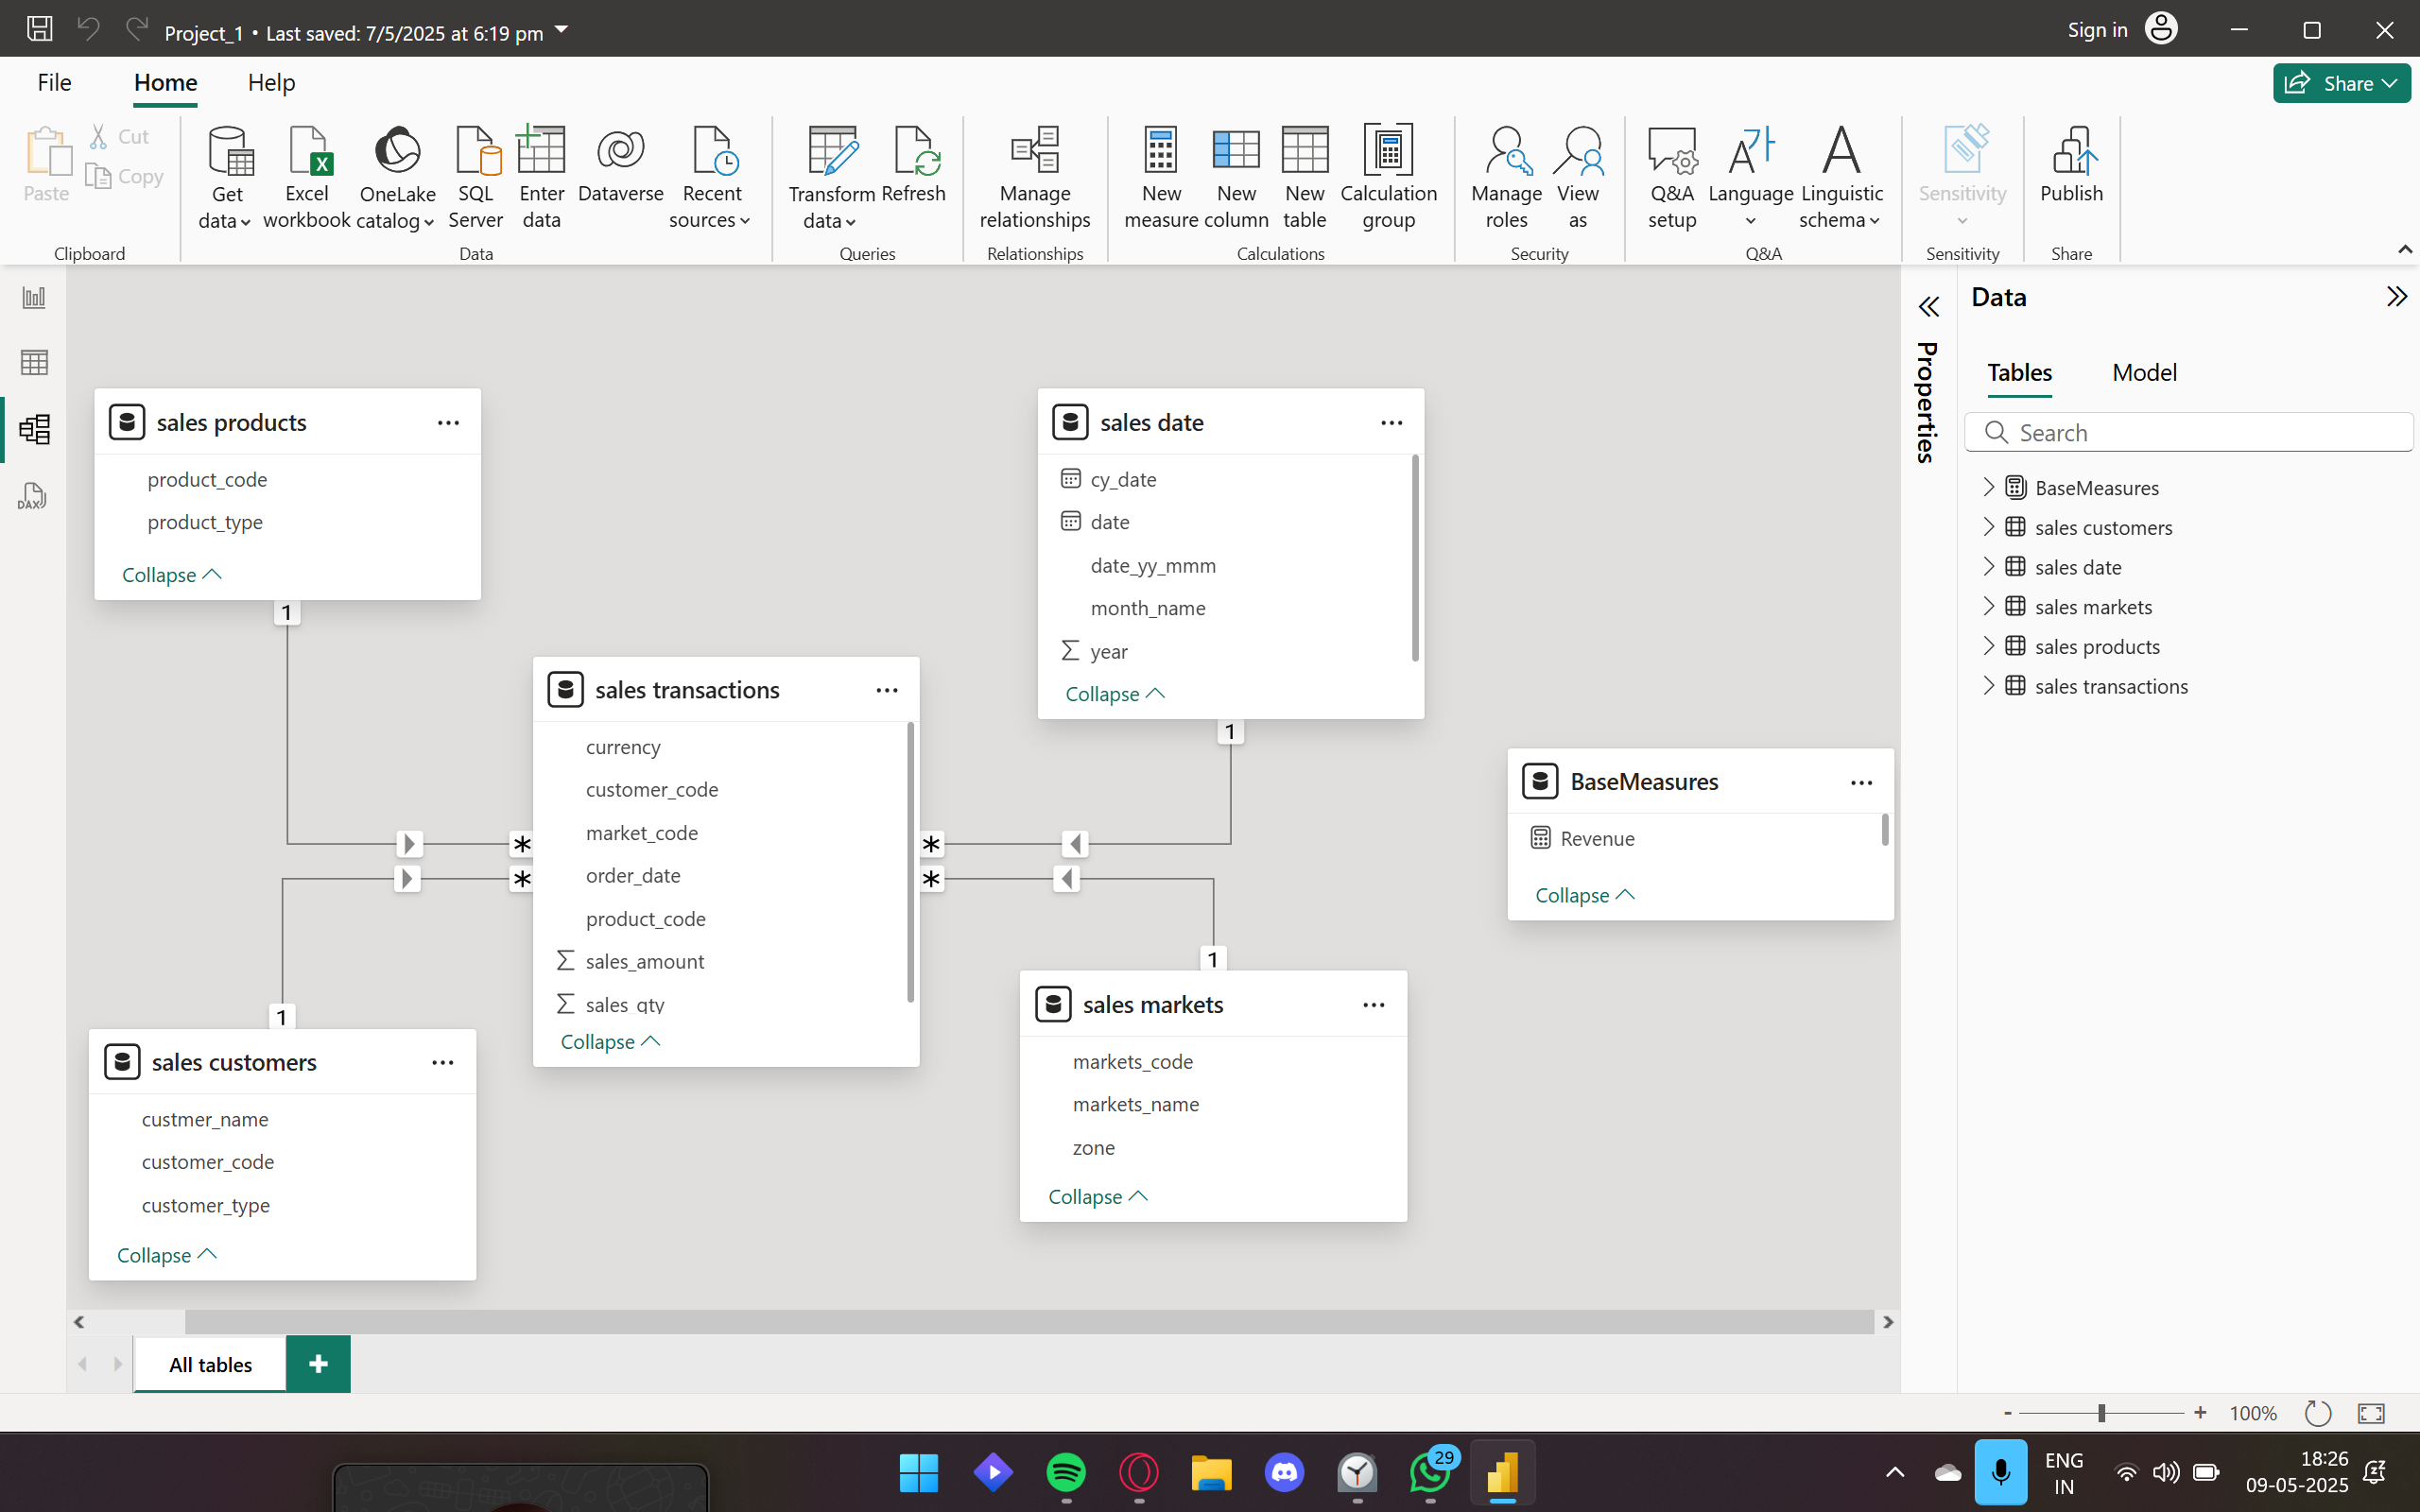 Project_1 • Last saved: 7/5/2025 at 6:19 pm
Sign in
File
Home
Help
Share
Paste
Cut
Copy
Clipboard
Get data
Excel workbook
OneLake catalog
SQL Server
Enter data
Dataverse
Recent sources
Data
Transform data
Refresh
Queries
Manage relationships
Relationships
New measure
New column
New table
Calculation group
Calculations
Manage roles
View as
Security
Q&A setup
Language
Linguistic schema
Q&A
Sensitivity
Sensitivity
Publish
Share
DAX
sales products
product_code
product_type
Collapse
1
sales date
cy_date
date
date_yy_mmm
month_name
year
Collapse
1
sales transactions
currency
customer_code
market_code
order_date
product_code
sales_amount
sales_qty
Collapse
*
*
*
*
BaseMeasures
Revenue
Collapse
1
sales customers
custmer_name
customer_code
customer_type
Collapse
1
sales markets
markets_code
markets_name
zone
Collapse
Properties
Data
Tables
Model
Search
BaseMeasures
sales customers
sales date
sales markets
sales products
sales transactions
All tables
+
- + 100%
29
ENG
IN
18:26
09-05-2025